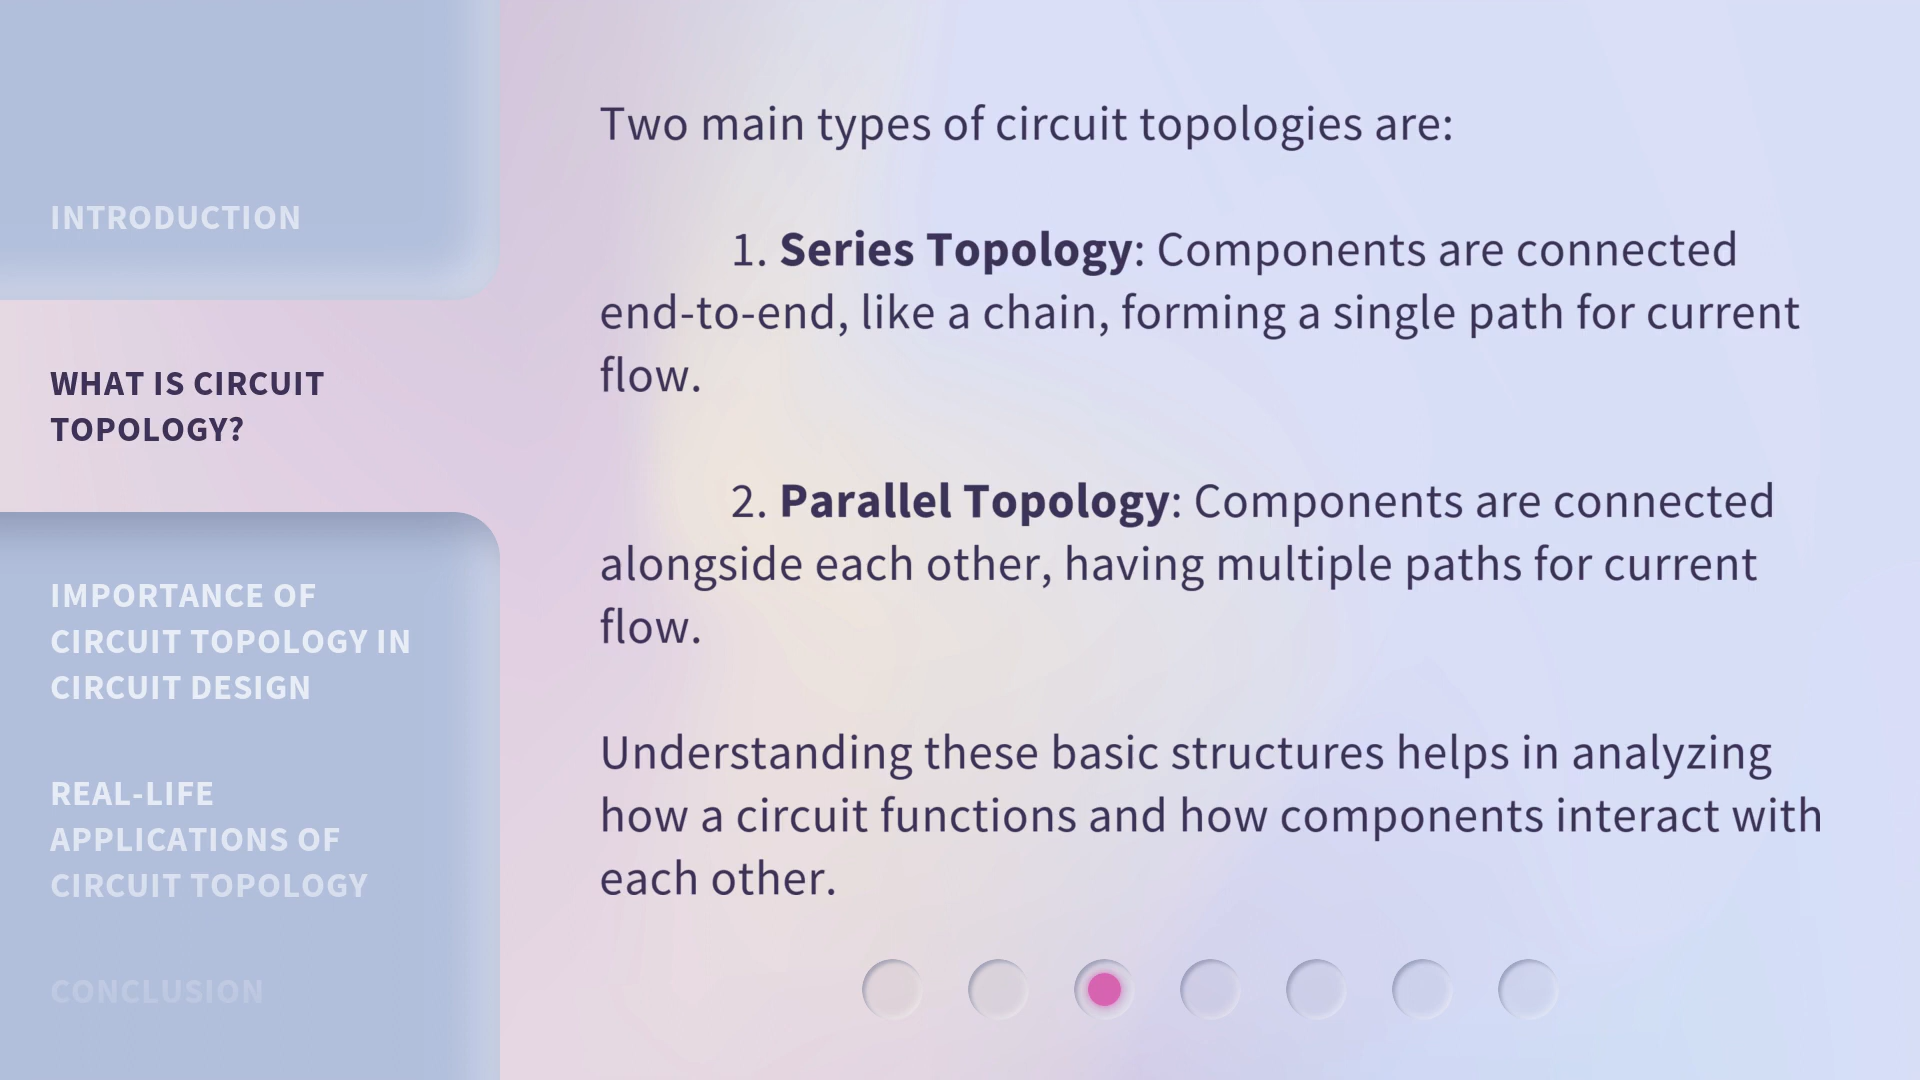 INTRODUCTION
WHAT IS CIRCUIT
TOPOLOGY?
IMPORTANCE OF
CIRCUIT TOPOLOGY IN
CIRCUIT DESIGN
REAL-LIFE
APPLICATIONS OF
CIRCUIT TOPOLOGY
CONCLUSION
Two main types of circuit topologies are:
1. Series Topology: Components are connected
end-to-end, like a chain, forming a single path for current
flow.
2. Parallel Topology: Components are connected
alongside each other, having multiple paths for current
flow.
Understanding these basic structures helps in analyzing
how a circuit functions and how components interact with
each other.